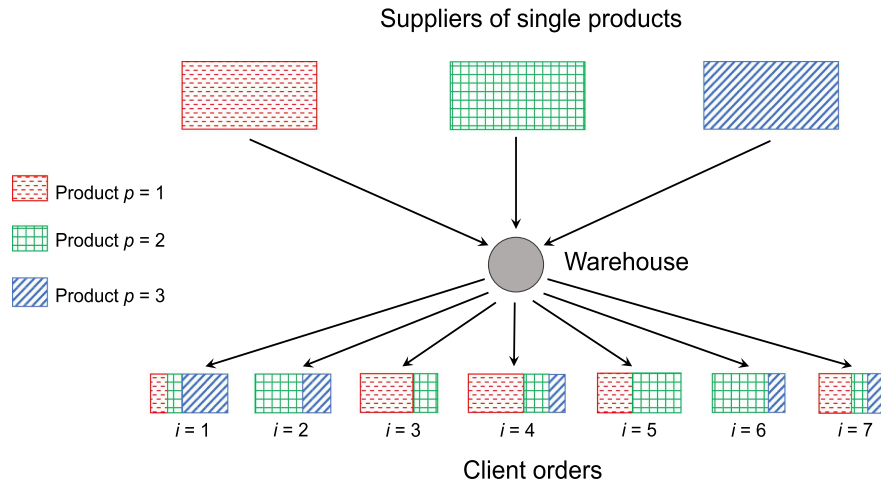 Suppliers of single products
Product p = 1
Product p = 2
Product p = 3
Warehouse
i = 1 i = 2 i = 3 i = 4 i = 5 i = 6 i = 7
Client orders